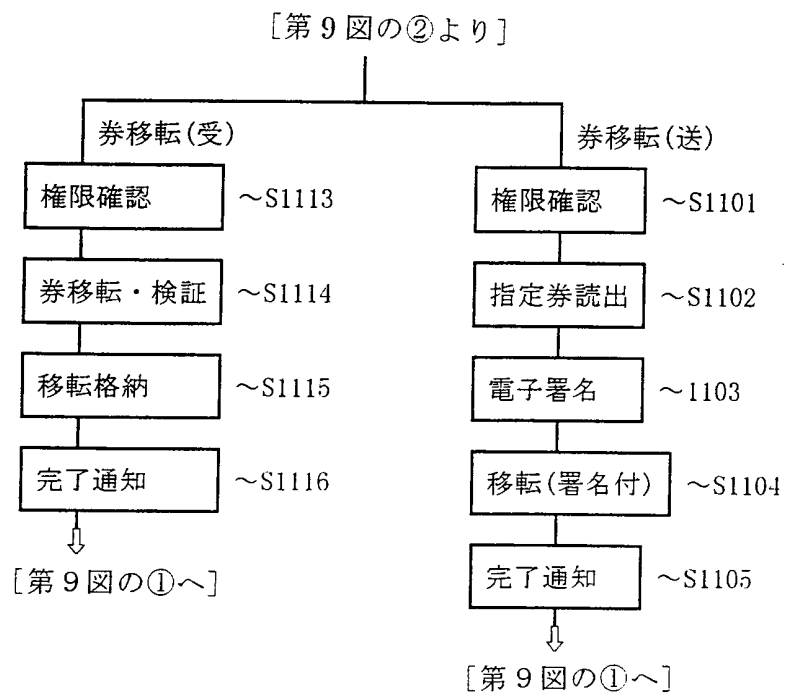 [第9図の②より]
券移転(受)
権限確認 ～S1113
券移転・検証 ～S1114
移転格納 ～S1115
完了通知 ～S1116
[第9図の①へ]
券移転(送)
権限確認 ～S1101
指定券読出 ～S1102
電子署名 ～1103
移転(署名付) ～S1104
完了通知 ～S1105
[第9図の①へ]